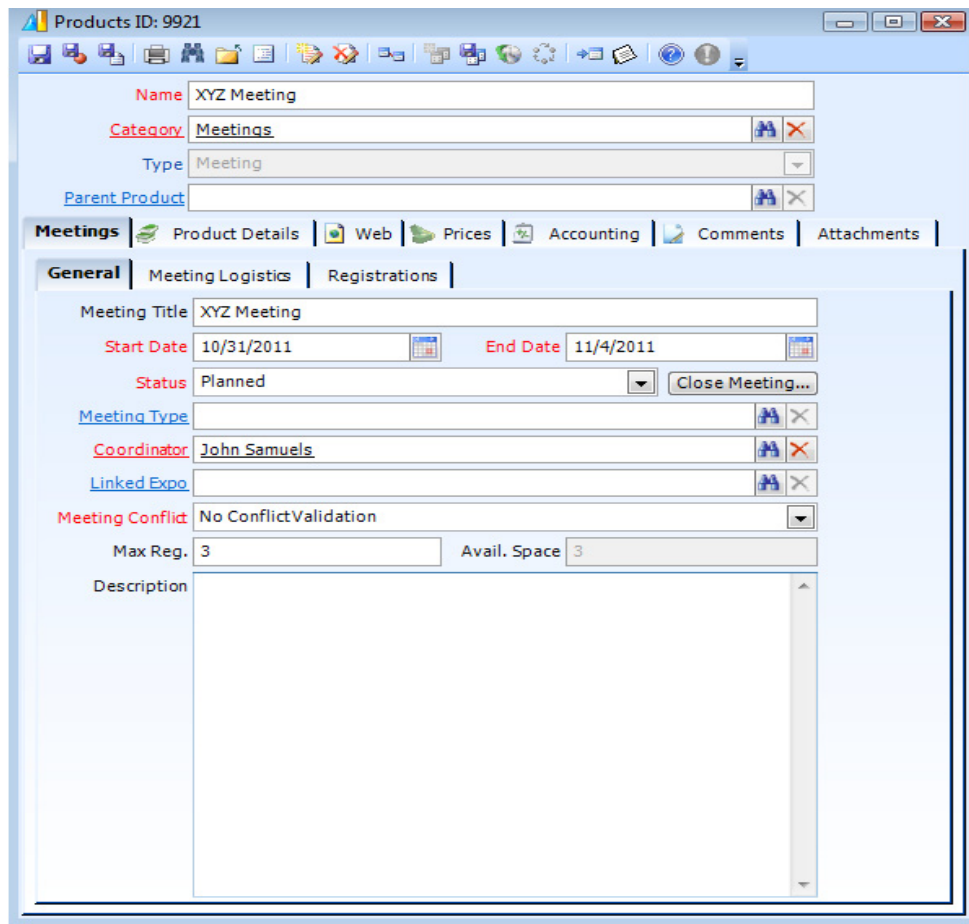 Products ID: 9921
Name XYZ Meeting
Category Meetings
Type Meeting
Parent Product
Meetings Product Details Web Prices Accounting Comments Attachments
General Meeting Logistics Registrations
Meeting Title XYZ Meeting
Start Date 10/31/2011 End Date 11/4/2011
Status Planned Close Meeting...
Meeting Type
Coordinator John Samuels
Linked Expo
Meeting Conflict No ConflictValidation
Max Reg. 3 Avail. Space 3
Description